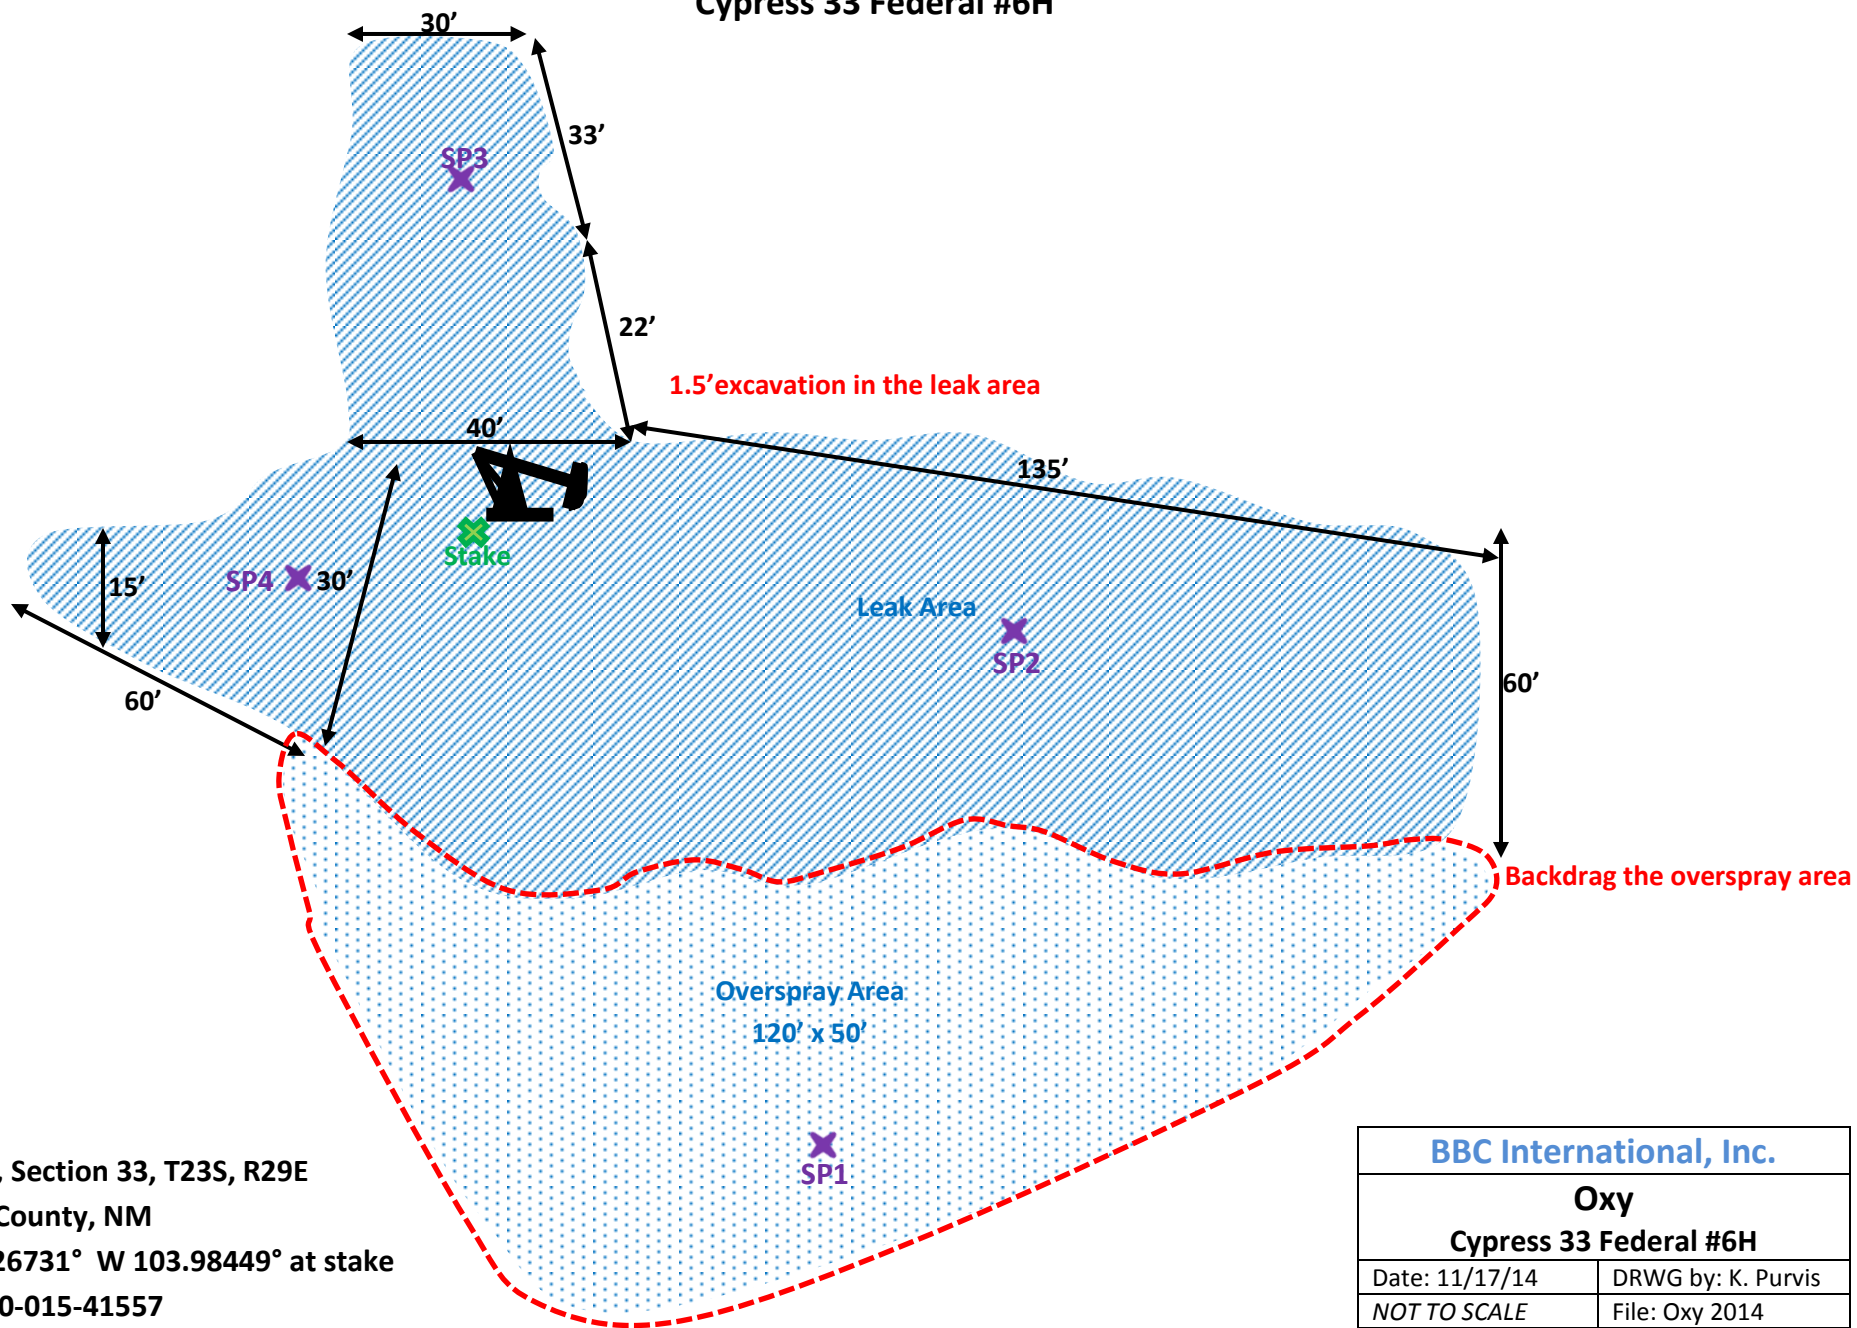 Cypress 33 Federal #6H
30’
33’
SP3
22’
1.5’excavation in the leak area
40’
135’
Stake
15’
SP4
30’
Leak Area
SP2
60’
60’
Backdrag the overspray area
Overspray Area
120’ x 50’
SP1
, Section 33, T23S, R29E
County, NM
26731° W 103.98449° at stake
0-015-41557
BBC International, Inc.
Oxy
Cypress 33 Federal #6H
Date: 11/17/14
DRWG by: K. Purvis
NOT TO SCALE
File: Oxy 2014